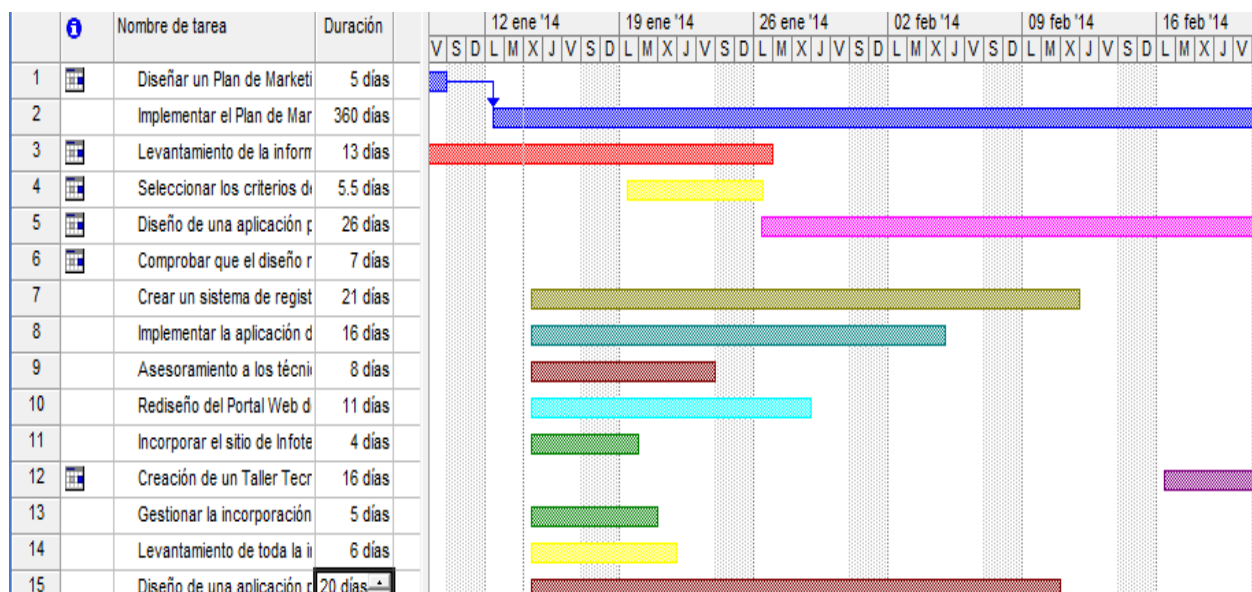 Nombre de tarea Duración 12 ene '14 19 ene '14 26 ene '14 02 feb '14 09 feb '14 16 feb '14
V S D L M X J V S D L M X J V S D L M X J V S D L M X J V S D L M X J V S D L M X J V
1 Diseñar un Plan de Marketi 5 días
2 Implementar el Plan de Mar 360 días
3 Levantamiento de la inform 13 días
4 Seleccionar los criterios de 5.5 días
5 Diseño de una aplicación p 26 días
6 Comprobar que el diseño r 7 días
7 Crear un sistema de regist 21 días
8 Implementar la aplicación d 16 días
9 Asesoramiento a los técni 8 días
10 Rediseño del Portal Web d 11 días
11 Incorporar el sitio de Infote 4 días
12 Creación de un Taller Tecr 16 días
13 Gestionar la incorporación 5 días
14 Levantamiento de toda la i 6 días
15 Diseño de una aplicación p 20 días